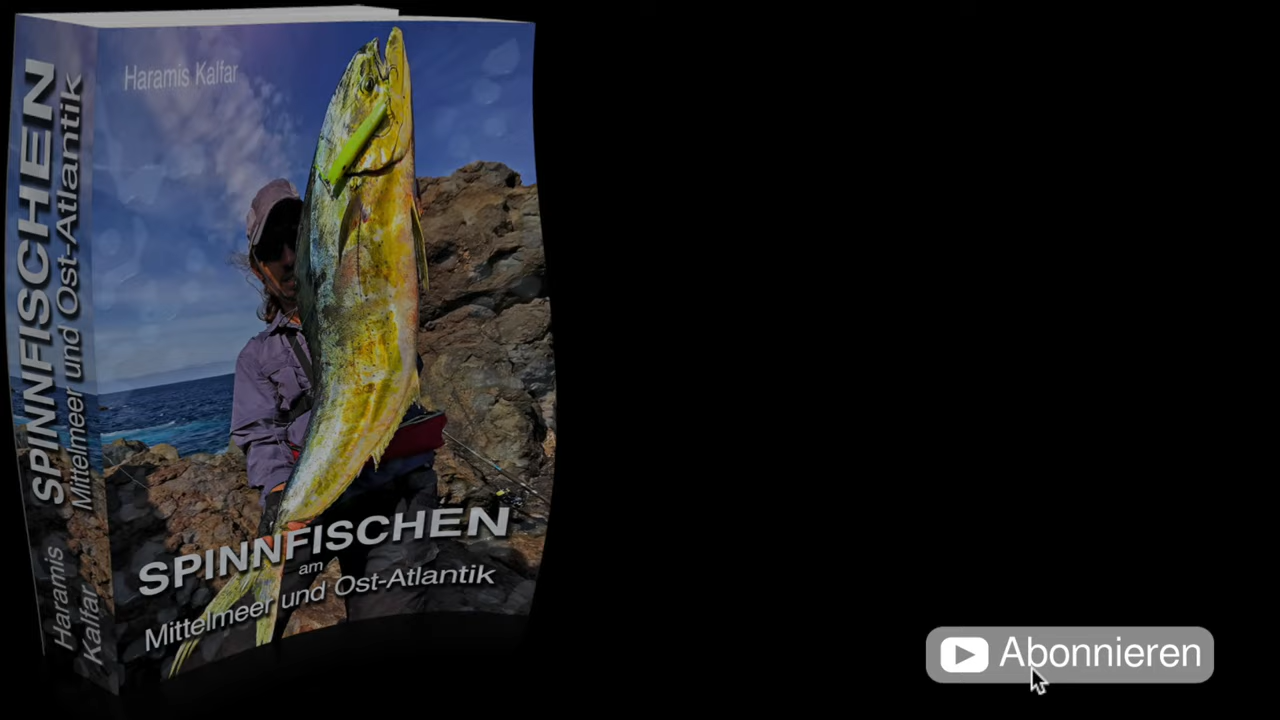 SPINNFISCHEN
Mittelmeer und Ost-Atlantik
Haramis
Kalfar
Haramis Kalfar
SPINNFISCHEN
am
Mittelmeer und Ost-Atlantik
Abonnieren